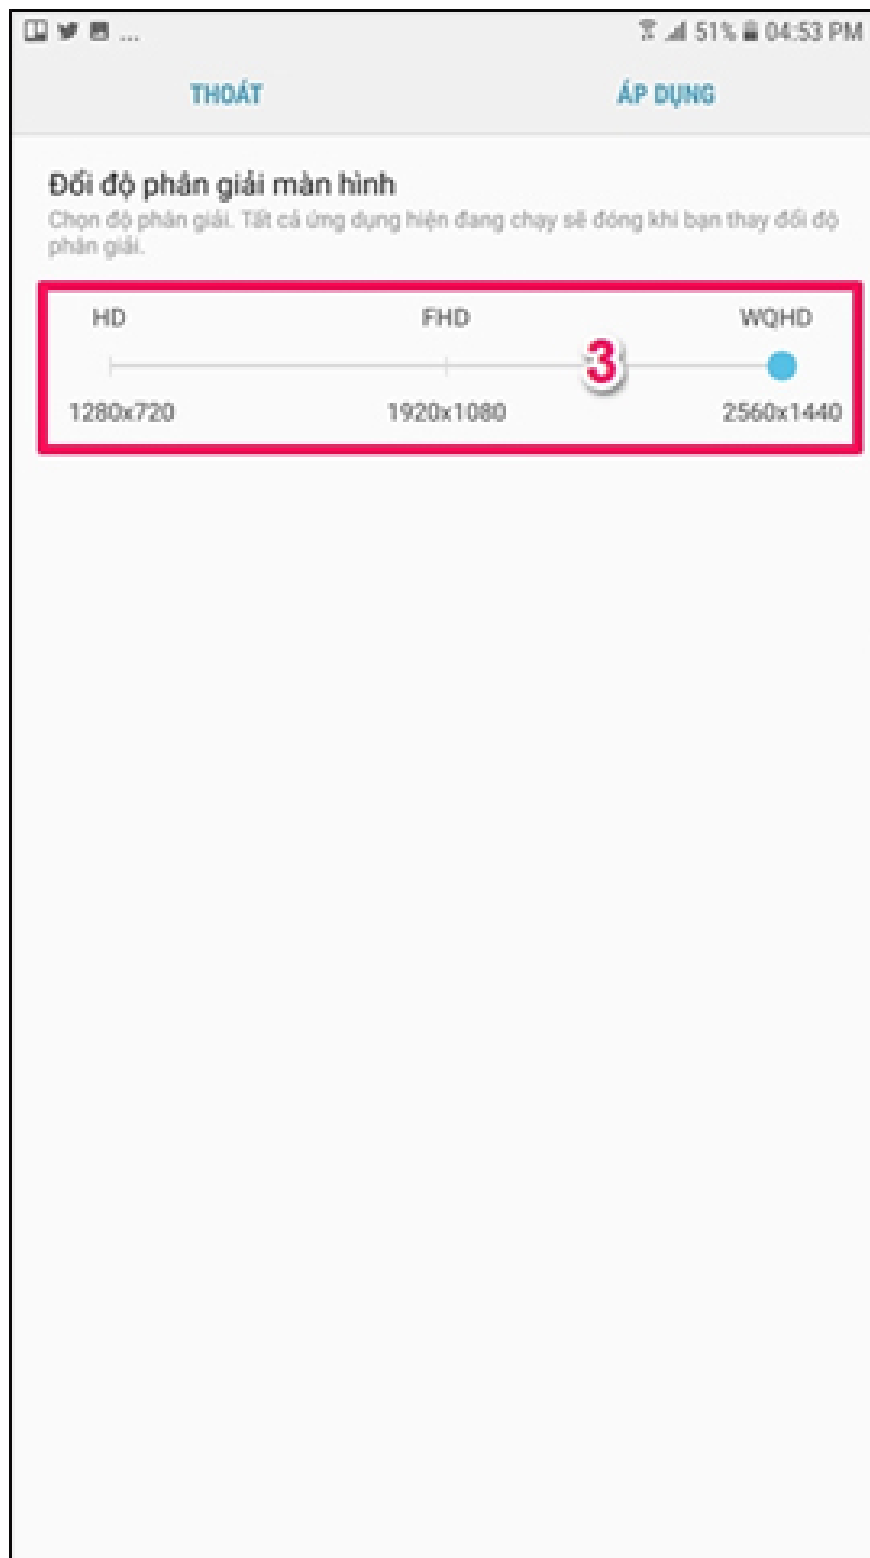 ... 51% 04:53 PM
THOÁT ÁP DỤNG
Đổi độ phân giải màn hình
Chọn độ phân giải. Tất cả ứng dụng hiện đang chạy sẽ đóng khi bạn thay đổi độ
phân giải.
HD FHD WQHD
3
1280x720 1920x1080 2560x1440